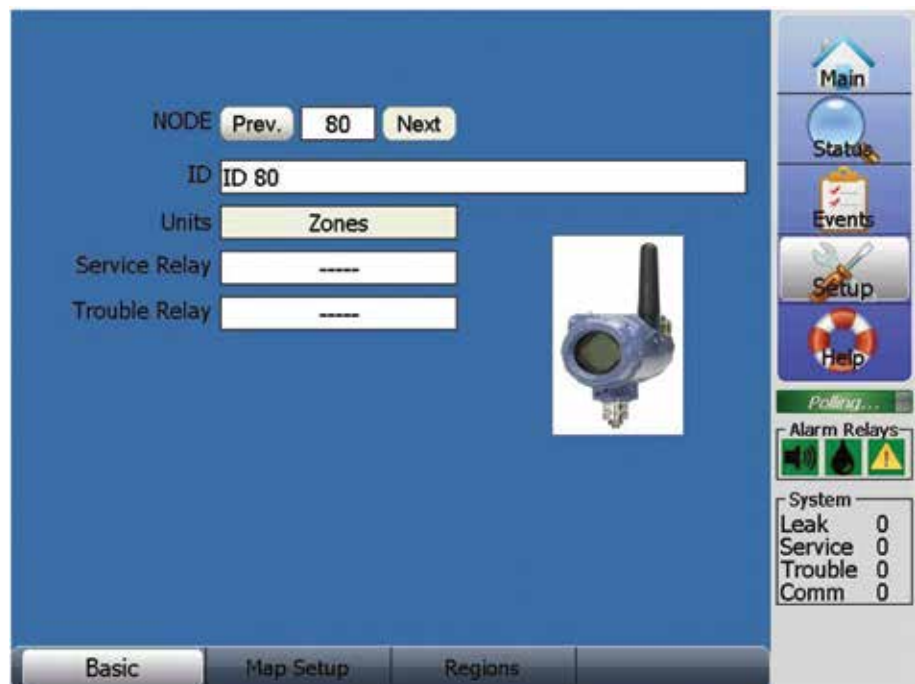 NODE Prev. 80 Next
ID ID 80
Units Zones
Service Relay -----
Trouble Relay -----
Main
Status
Events
Setup
Help
Polling...
Alarm Relays
System
Leak 0
Service 0
Trouble 0
Comm 0
Basic Map Setup Regions